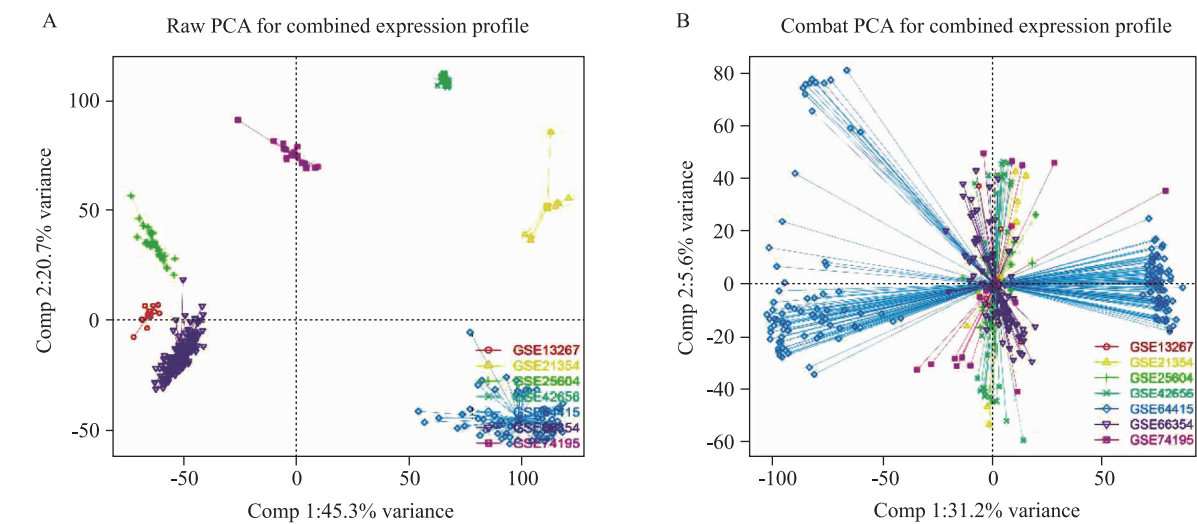 A
Raw PCA for combined expression profile
Comp 2:20.7% variance
100
50
0
-50
-50
0
50
100
Comp 1:45.3% variance
GSE13267
GSE21354
GSE25604
GSE42656
GSE74195
B
Combat PCA for combined expression profile
Comp 2:5.6% variance
80
60
40
20
0
-20
-40
-60
-100
-50
0
50
Comp 1:31.2% variance
GSE13267
GSE21354
GSE25604
GSE42656
GSE64415
GSE66354
GSE74195